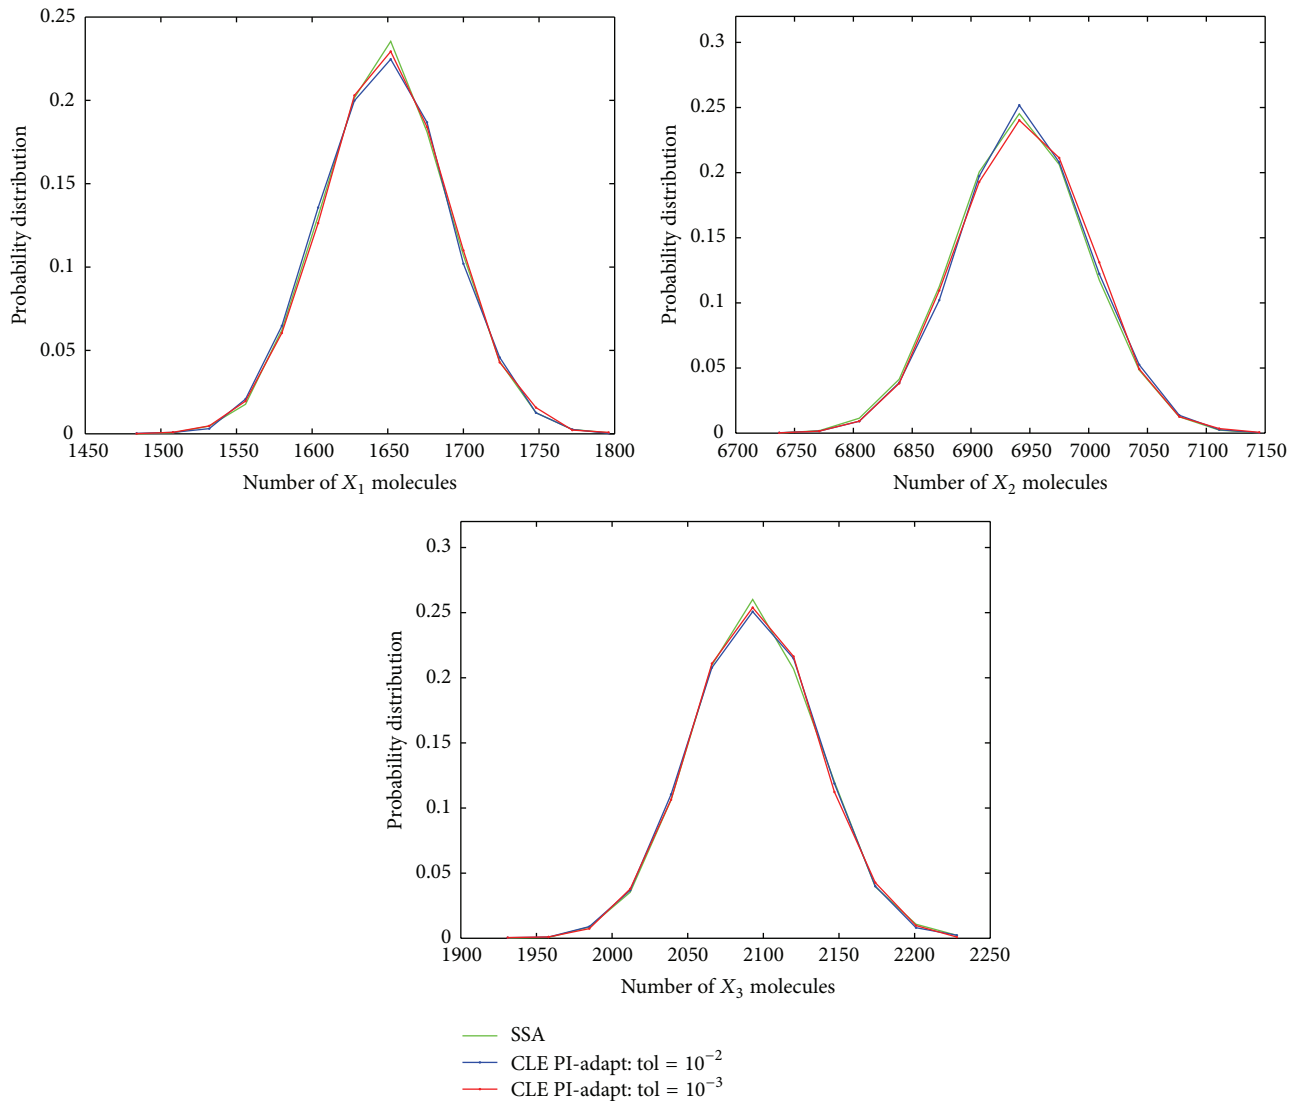 0.25
0.2
0.15
0.1
0.05
0
1450 1500 1550 1600 1650 1700 1750 1800
Probability distribution
Number of X₁ molecules
0.3
0.25
0.2
0.15
0.1
0.05
0
6700 6750 6800 6850 6900 6950 7000 7050 7100 7150
Probability distribution
Number of X₂ molecules
0.3
0.25
0.2
0.15
0.1
0.05
0
1900 1950 2000 2050 2100 2150 2200 2250
Probability distribution
Number of X₃ molecules
SSA
CLE PI-adapt: tol = 10⁻²
CLE PI-adapt: tol = 10⁻³